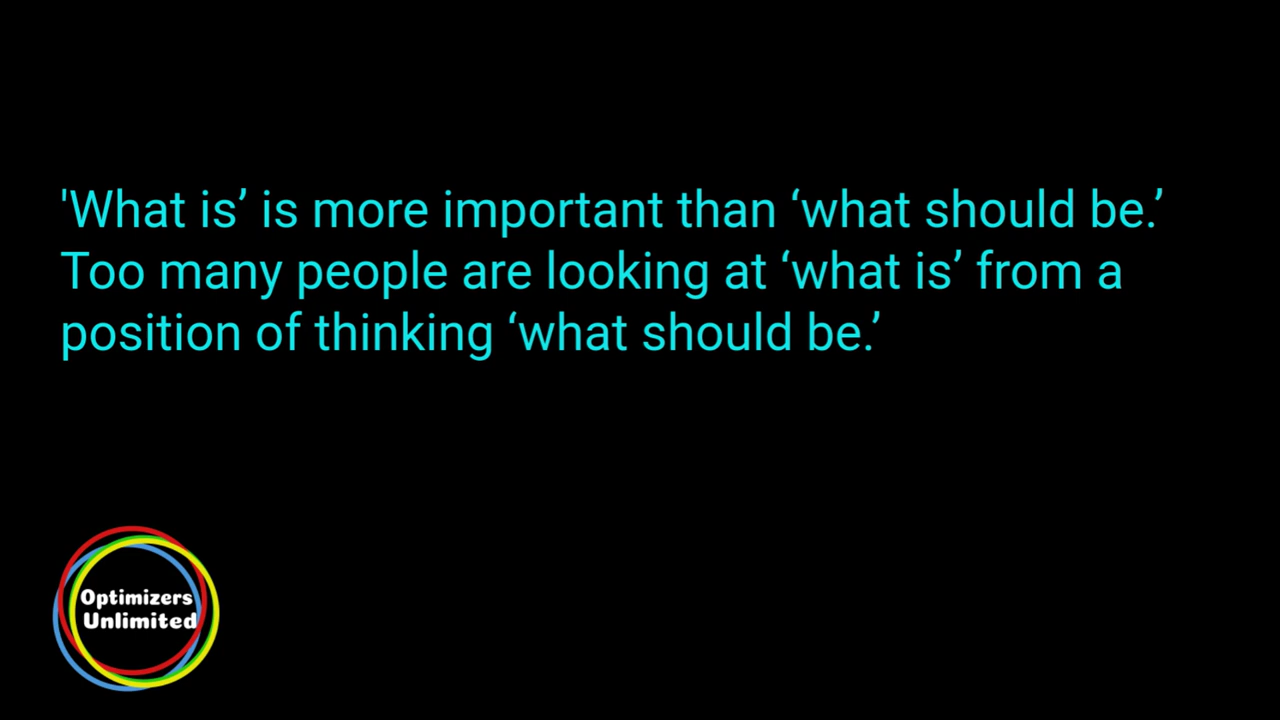 'What is’ is more important than ‘what should be.’
Too many people are looking at ‘what is’ from a
position of thinking ‘what should be.’
Optimizers
Unlimited